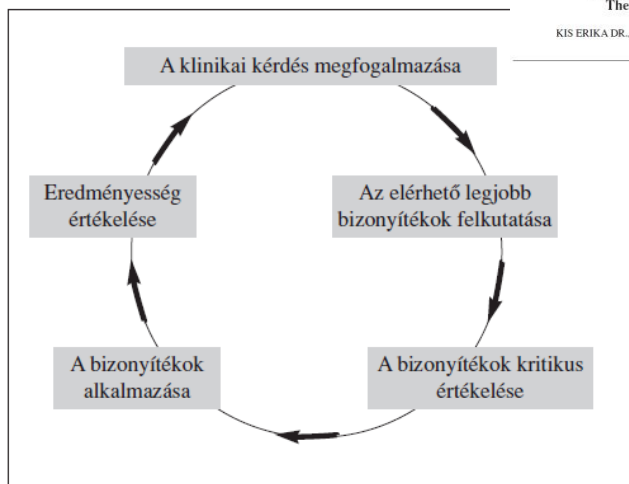 The
KIS ERIKA DR.
A klinikai kérdés megfogalmazása
Az elérhető legjobb
bizonyítékok felkutatása
A bizonyítékok kritikus
értékelése
A bizonyítékok
alkalmazása
Eredményesség
értékelése